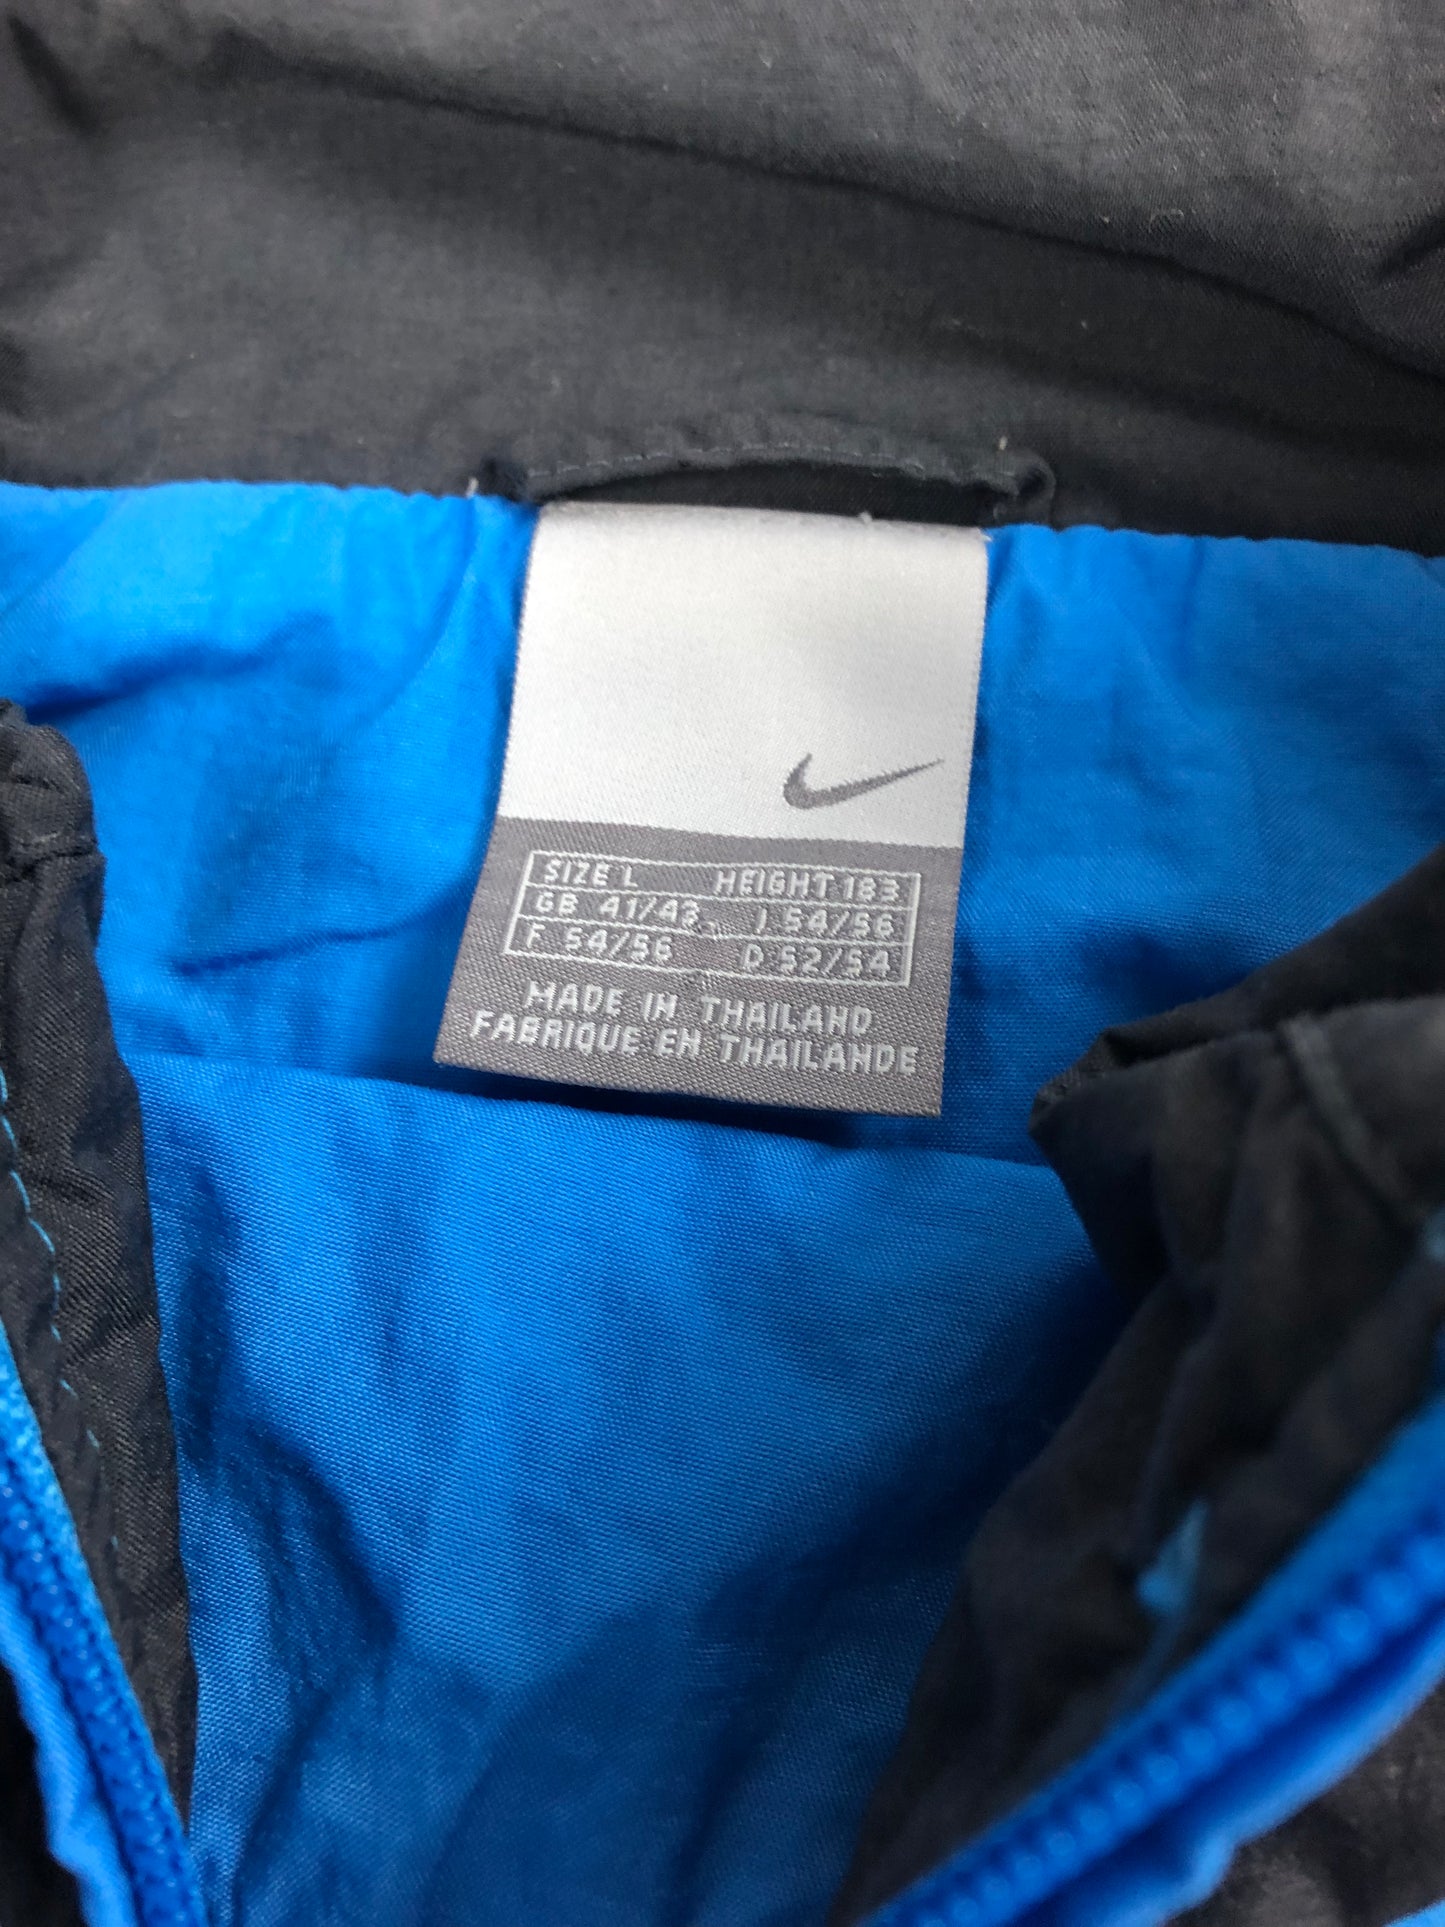 SIZE L HEIGHT 183
GB 41/43 I 54/56
F 54/56 D 52/54
MADE IN THAILAND
FABRIQUE EN THAILANDE